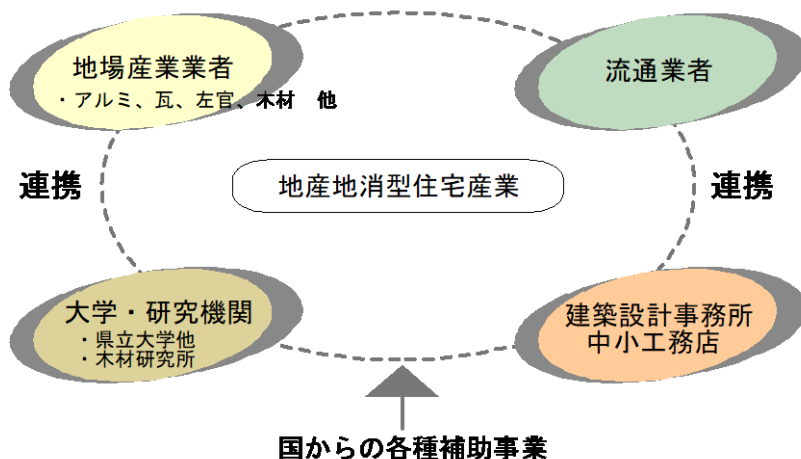 地場産業業者
・アルミ、瓦、左官、木材　他
流通業者
連携
地産地消型住宅産業
連携
大学・研究機関
・県立大学他
・木材研究所
建築設計事務所
中小工務店
国からの各種補助事業